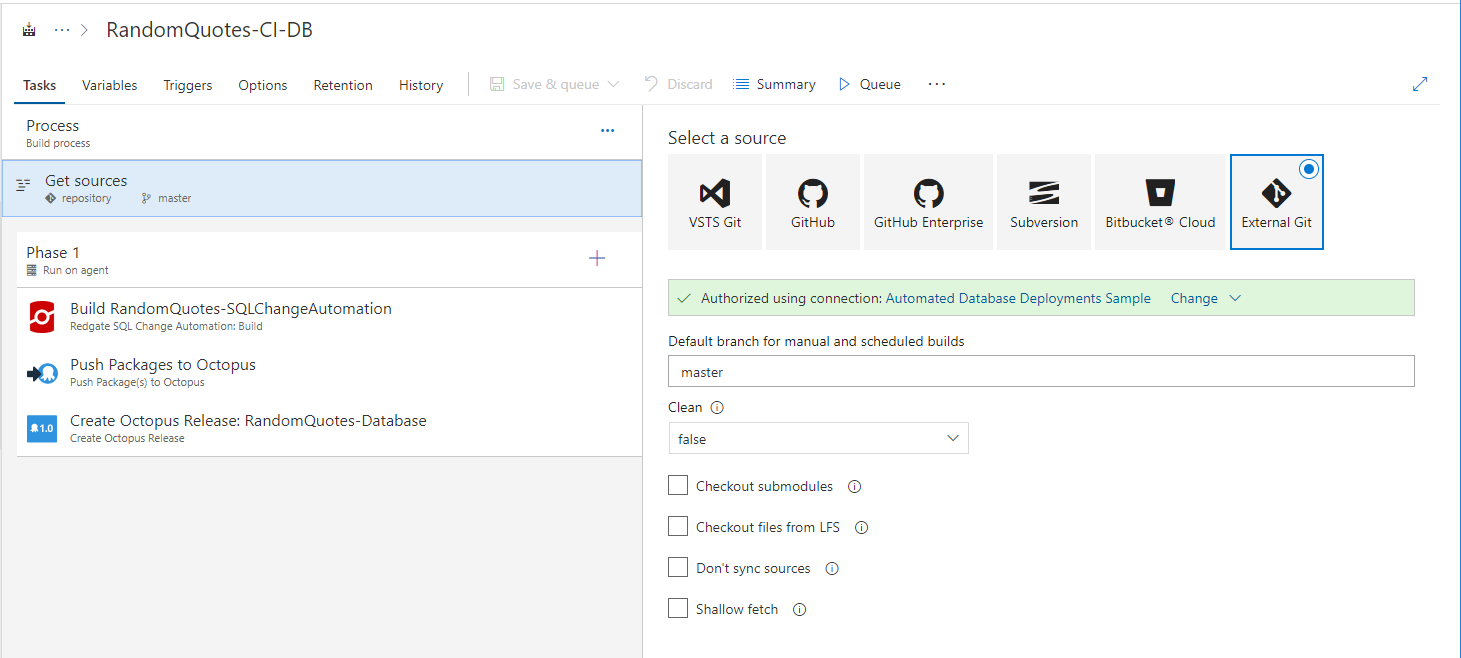 ··· > RandomQuotes-CI-DB
Tasks Variables Triggers Options Retention History Save & queue Discard Summary Queue ···
Process ···
Build process
Get sources
repository master
Phase 1
Run on agent
Build RandomQuotes-SQLChangeAutomation
Redgate SQL Change Automation: Build
Push Packages to Octopus
Push Package(s) to Octopus
1.0
Create Octopus Release: RandomQuotes-Database
Create Octopus Release
Select a source
VSTS Git GitHub GitHub Enterprise Subversion Bitbucket® Cloud External Git
Authorized using connection: Automated Database Deployments Sample Change
Default branch for manual and scheduled builds
master
Clean
false
Checkout submodules
Checkout files from LFS
Don't sync sources
Shallow fetch